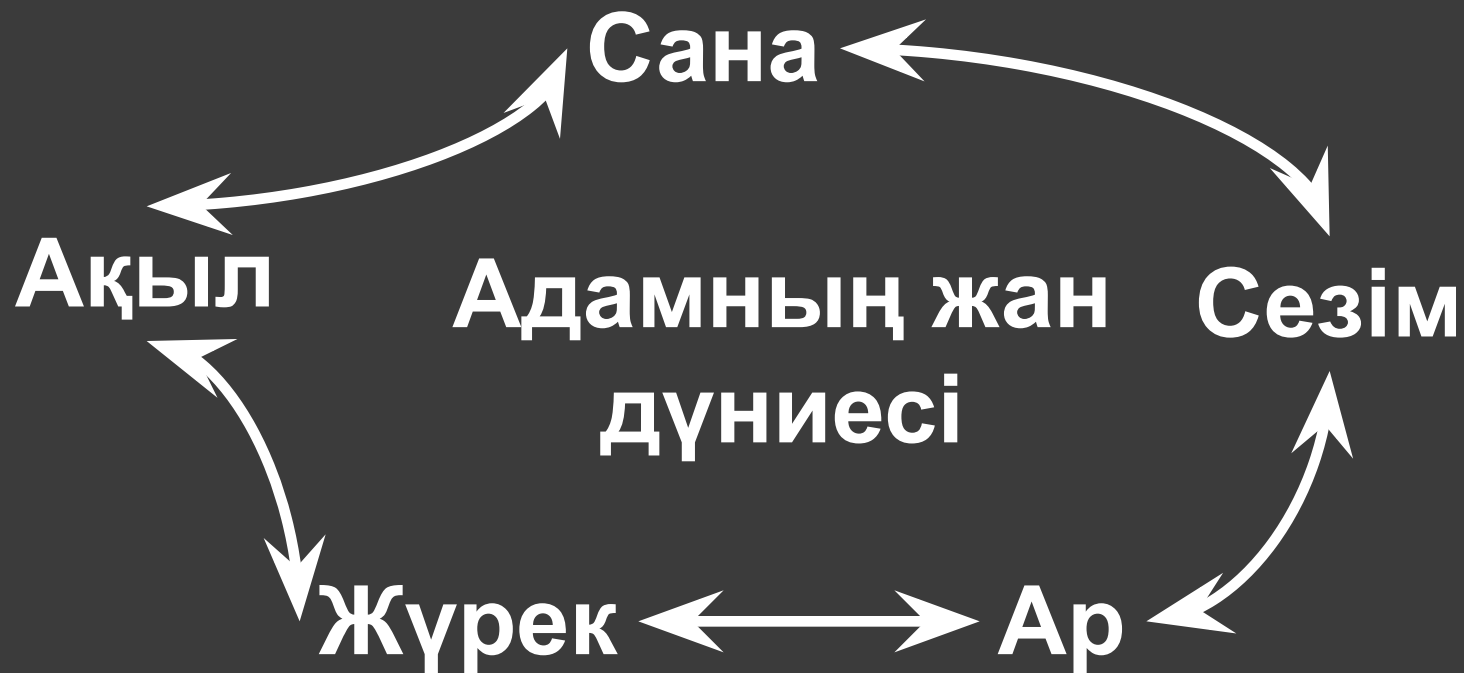 Сана
Ақыл
Адамның жан
дүниесі
Сезім
Жүрек
Ар